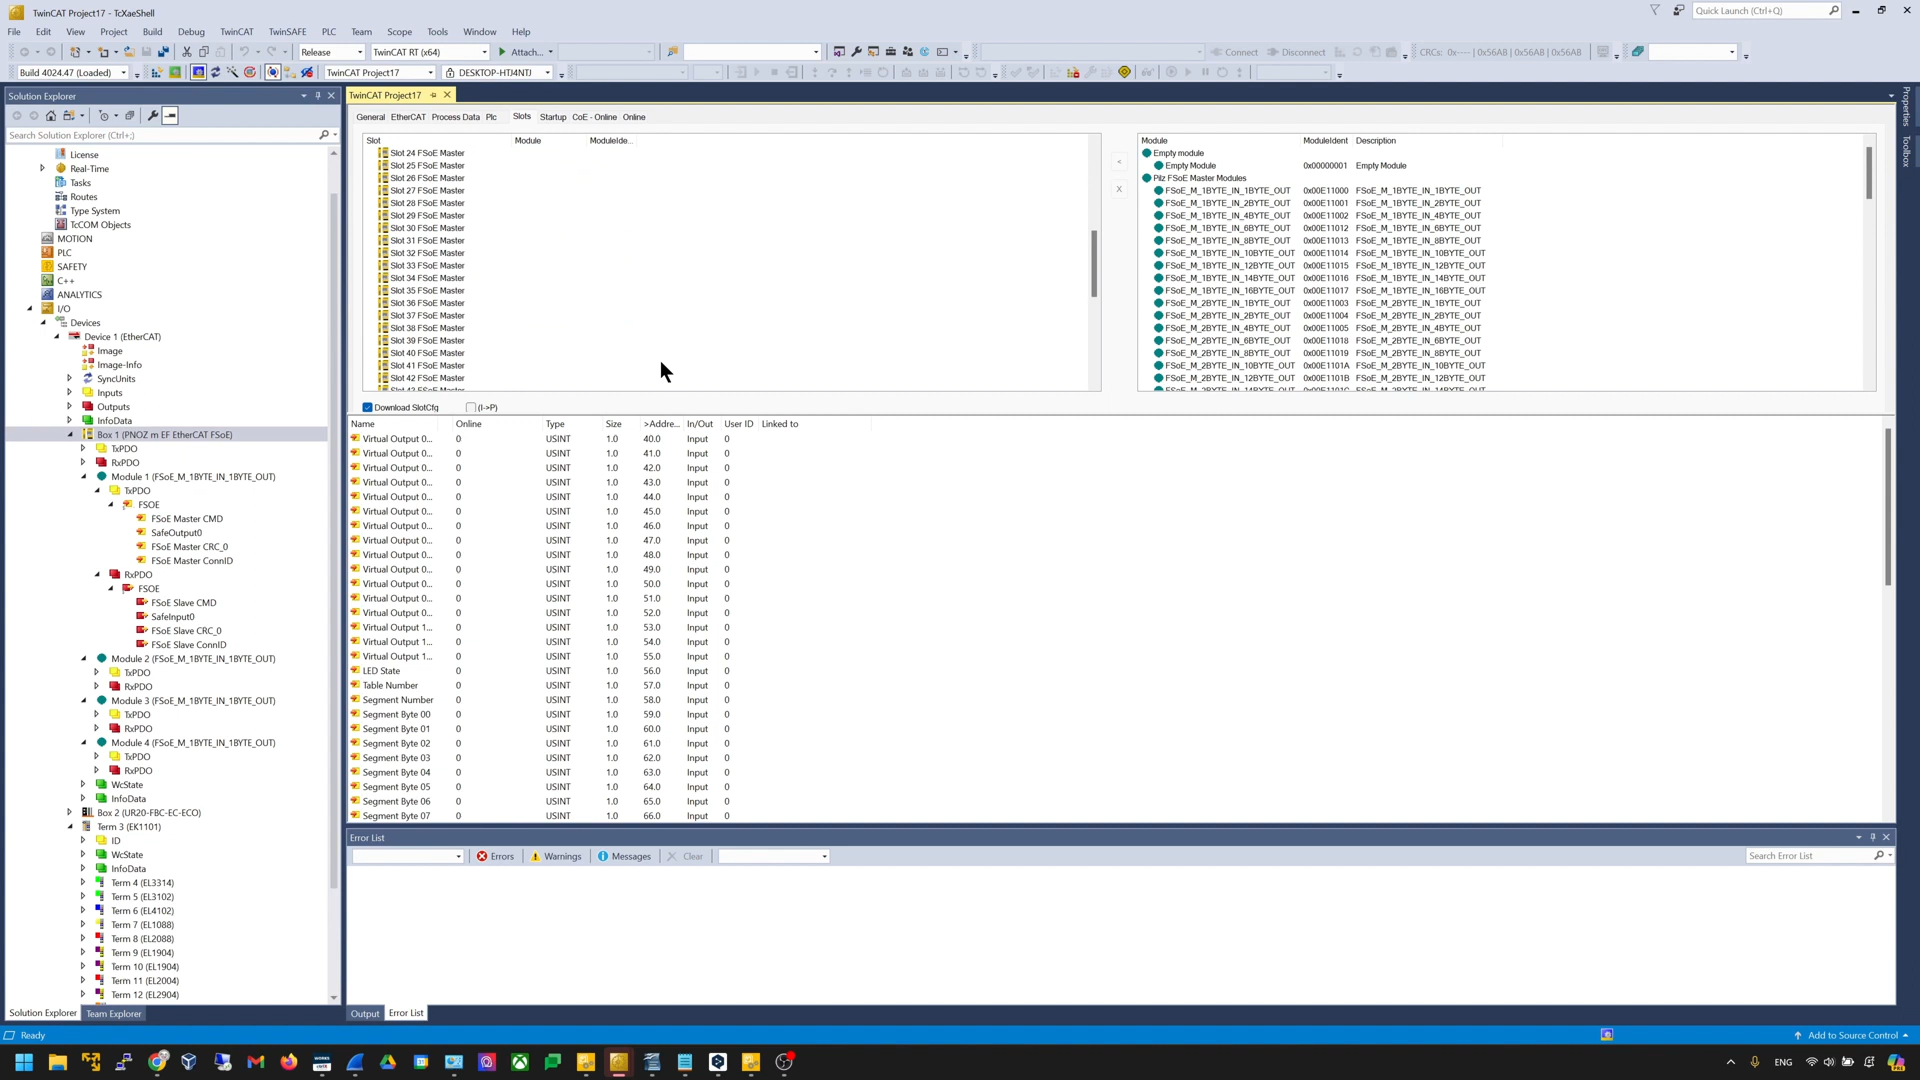 TwinCAT Project17 - TcXaeShell
Quick Launch (Ctrl+Q)
File Edit View Project Build Debug TwinCAT TwinSAFE PLC Team Scope Tools Window Help
Release TwinCAT RT (x64) Attach... Connect Disconnect CRCs: 0x---- | 0x56AB | 0x56AB | 0x56AB
Build 4024.47 (Loaded) TwinCAT Project17 DESKTOP-HTJ4NTJ
Solution Explorer
Search Solution Explorer (Ctrl+;)
License
Real-Time
Tasks
Routes
Type System
TcCOM Objects
MOTION
PLC
SAFETY
C++
ANALYTICS
I/O
Devices
Device 1 (EtherCAT)
Image
Image-Info
SyncUnits
Inputs
Outputs
InfoData
Box 1 (PNOZ m EF EtherCAT FSoE)
TxPDO
RxPDO
Module 1 (FSoE_M_1BYTE_IN_1BYTE_OUT)
TxPDO
FSOE
FSoE Master CMD
SafeOutput0
FSoE Master CRC_0
FSoE Master ConnID
RxPDO
FSOE
FSoE Slave CMD
SafeInput0
FSoE Slave CRC_0
FSoE Slave ConnID
Module 2 (FSoE_M_1BYTE_IN_1BYTE_OUT)
TxPDO
RxPDO
Module 3 (FSoE_M_1BYTE_IN_1BYTE_OUT)
TxPDO
RxPDO
Module 4 (FSoE_M_1BYTE_IN_1BYTE_OUT)
TxPDO
RxPDO
WcState
InfoData
Box 2 (UR20-FBC-EC-ECO)
Term 3 (EK1101)
ID
WcState
InfoData
Term 4 (EL3314)
Term 5 (EL3102)
Term 6 (EL4102)
Term 7 (EL1088)
Term 8 (EL2088)
Term 9 (EL1904)
Term 10 (EL1904)
Term 11 (EL2004)
Term 12 (EL2904)
Solution Explorer Team Explorer
TwinCAT Project17
General EtherCAT Process Data Plc Slots Startup CoE - Online Online
Slot Module ModuleIde...
Slot 24 FSoE Master
Slot 25 FSoE Master
Slot 26 FSoE Master
Slot 27 FSoE Master
Slot 28 FSoE Master
Slot 29 FSoE Master
Slot 30 FSoE Master
Slot 31 FSoE Master
Slot 32 FSoE Master
Slot 33 FSoE Master
Slot 34 FSoE Master
Slot 35 FSoE Master
Slot 36 FSoE Master
Slot 37 FSoE Master
Slot 38 FSoE Master
Slot 39 FSoE Master
Slot 40 FSoE Master
Slot 41 FSoE Master
Slot 42 FSoE Master
<
X
Module ModuleIdent Description
Empty module
Empty Module 0x00000001 Empty Module
Pilz FSoE Master Modules
FSoE_M_1BYTE_IN_1BYTE_OUT 0x00E11000 FSoE_M_1BYTE_IN_1BYTE_OUT
FSoE_M_1BYTE_IN_2BYTE_OUT 0x00E11001 FSoE_M_1BYTE_IN_2BYTE_OUT
FSoE_M_1BYTE_IN_4BYTE_OUT 0x00E11002 FSoE_M_1BYTE_IN_4BYTE_OUT
FSoE_M_1BYTE_IN_6BYTE_OUT 0x00E11012 FSoE_M_1BYTE_IN_6BYTE_OUT
FSoE_M_1BYTE_IN_8BYTE_OUT 0x00E11013 FSoE_M_1BYTE_IN_8BYTE_OUT
FSoE_M_1BYTE_IN_10BYTE_OUT 0x00E11014 FSoE_M_1BYTE_IN_10BYTE_OUT
FSoE_M_1BYTE_IN_12BYTE_OUT 0x00E11015 FSoE_M_1BYTE_IN_12BYTE_OUT
FSoE_M_1BYTE_IN_14BYTE_OUT 0x00E11016 FSoE_M_1BYTE_IN_14BYTE_OUT
FSoE_M_1BYTE_IN_16BYTE_OUT 0x00E11017 FSoE_M_1BYTE_IN_16BYTE_OUT
FSoE_M_2BYTE_IN_1BYTE_OUT 0x00E11003 FSoE_M_2BYTE_IN_1BYTE_OUT
FSoE_M_2BYTE_IN_2BYTE_OUT 0x00E11004 FSoE_M_2BYTE_IN_2BYTE_OUT
FSoE_M_2BYTE_IN_4BYTE_OUT 0x00E11005 FSoE_M_2BYTE_IN_4BYTE_OUT
FSoE_M_2BYTE_IN_6BYTE_OUT 0x00E11018 FSoE_M_2BYTE_IN_6BYTE_OUT
FSoE_M_2BYTE_IN_8BYTE_OUT 0x00E11019 FSoE_M_2BYTE_IN_8BYTE_OUT
FSoE_M_2BYTE_IN_10BYTE_OUT 0x00E1101A FSoE_M_2BYTE_IN_10BYTE_OUT
FSoE_M_2BYTE_IN_12BYTE_OUT 0x00E1101B FSoE_M_2BYTE_IN_12BYTE_OUT
Download SlotCfg (I->P)
Name Online Type Size >Addre... In/Out User ID Linked to
Virtual Output 0... 0 USINT 1.0 40.0 Input 0
Virtual Output 0... 0 USINT 1.0 41.0 Input 0
Virtual Output 0... 0 USINT 1.0 42.0 Input 0
Virtual Output 0... 0 USINT 1.0 43.0 Input 0
Virtual Output 0... 0 USINT 1.0 44.0 Input 0
Virtual Output 0... 0 USINT 1.0 45.0 Input 0
Virtual Output 0... 0 USINT 1.0 46.0 Input 0
Virtual Output 0... 0 USINT 1.0 47.0 Input 0
Virtual Output 0... 0 USINT 1.0 48.0 Input 0
Virtual Output 0... 0 USINT 1.0 49.0 Input 0
Virtual Output 0... 0 USINT 1.0 50.0 Input 0
Virtual Output 0... 0 USINT 1.0 51.0 Input 0
Virtual Output 0... 0 USINT 1.0 52.0 Input 0
Virtual Output 1... 0 USINT 1.0 53.0 Input 0
Virtual Output 1... 0 USINT 1.0 54.0 Input 0
Virtual Output 1... 0 USINT 1.0 55.0 Input 0
LED State 0 USINT 1.0 56.0 Input 0
Table Number 0 USINT 1.0 57.0 Input 0
Segment Number 0 USINT 1.0 58.0 Input 0
Segment Byte 00 0 USINT 1.0 59.0 Input 0
Segment Byte 01 0 USINT 1.0 60.0 Input 0
Segment Byte 02 0 USINT 1.0 61.0 Input 0
Segment Byte 03 0 USINT 1.0 62.0 Input 0
Segment Byte 04 0 USINT 1.0 63.0 Input 0
Segment Byte 05 0 USINT 1.0 64.0 Input 0
Segment Byte 06 0 USINT 1.0 65.0 Input 0
Segment Byte 07 0 USINT 1.0 66.0 Input 0
Error List
Errors Warnings Messages Clear
Search Error List
Output Error List
Properties
Toolbox
Ready
Add to Source Control
ENG